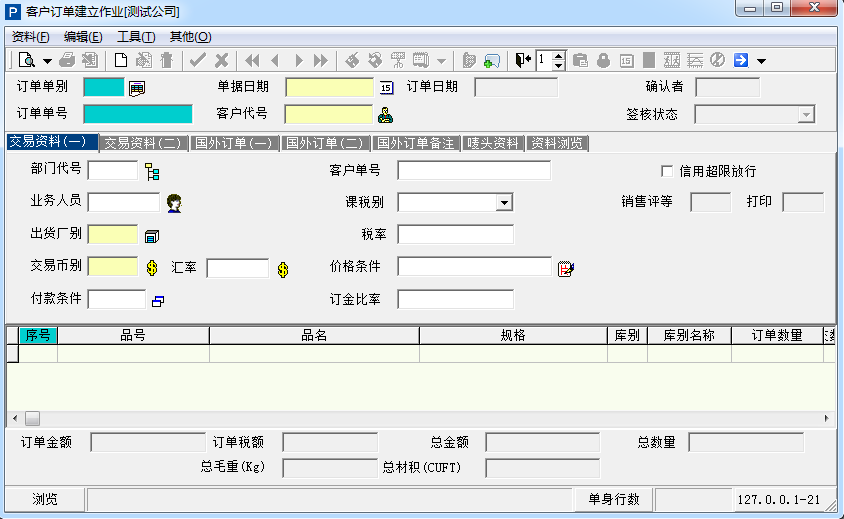 客户订单建立作业[测试公司]
资料(F) 编辑(E) 工具(T) 其他(O)
1
订单单别 单据日期 15 订单日期 确认者
订单单号 客户代号 签核状态
交易资料(一) 交易资料(二) 国外订单(一) 国外订单(二) 国外订单备注 唛头资料 资料浏览
部门代号 客户单号 信用超限放行
业务人员 课税别 销售评等 打印
出货厂别 税率
交易币别 汇率 价格条件
付款条件 订金比率
序号 品号 品名 规格 库别 库别名称 订单数量
订单金额 订单税额 总金额 总数量
总毛重(Kg) 总材积(CUFT)
浏览 单身行数 127.0.0.1-21